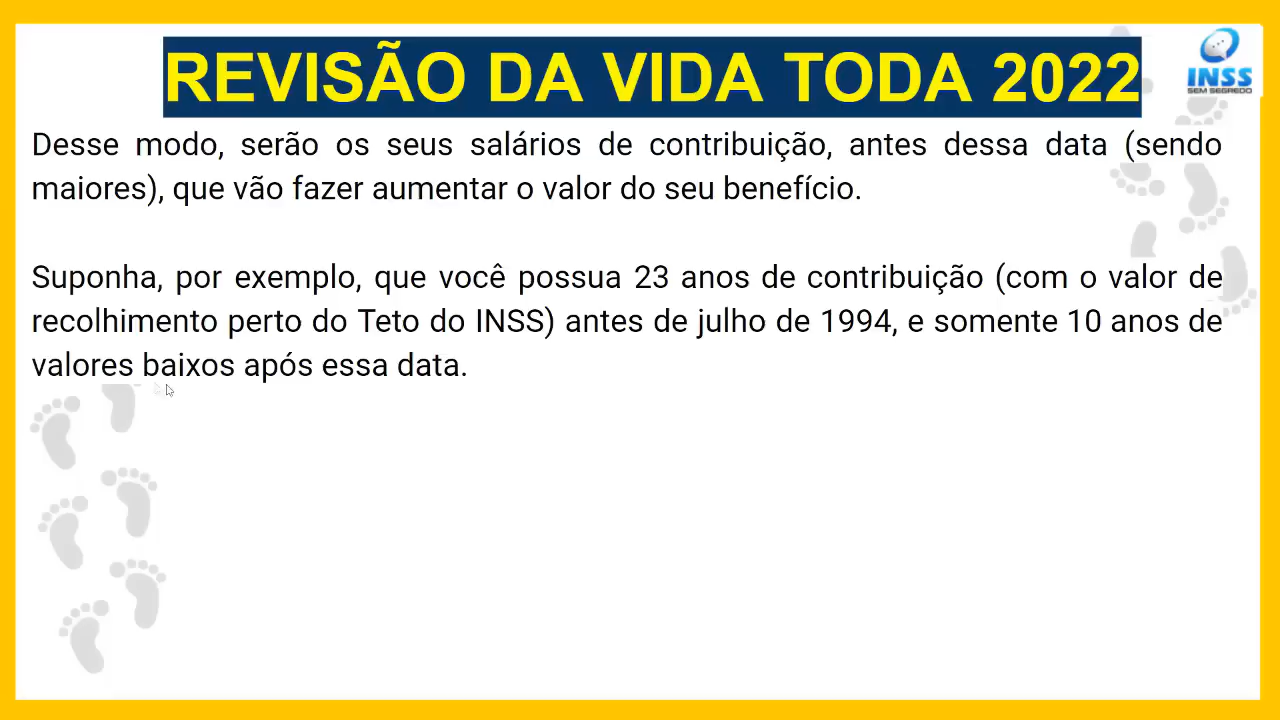 REVISÃO DA VIDA TODA 2022
INSS
SEM SEGREDO
Desse modo, serão os seus salários de contribuição, antes dessa data (sendo
maiores), que vão fazer aumentar o valor do seu benefício.
Suponha, por exemplo, que você possua 23 anos de contribuição (com o valor de
recolhimento perto do Teto do INSS) antes de julho de 1994, e somente 10 anos de
valores baixos após essa data.